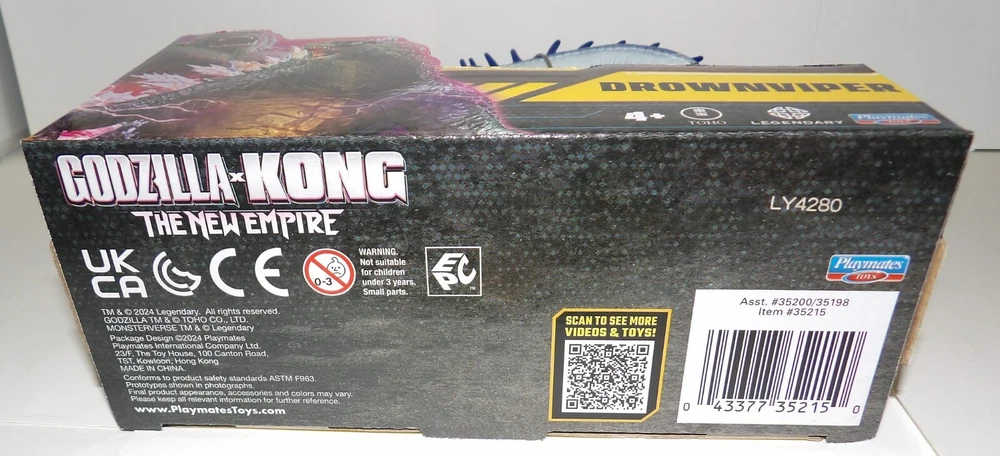 DROWNVIPER
4+
TOHO
LEGENDARY
Playmates
TOYS
GODZILLA x KONG
THE NEW EMPIRE
LY4280
UK
CA
CE
0-3
WARNING.
Not suitable
for children
under 3 years.
Small parts.
EPC
TM
Playmates
TOYS
TM & © 2024 Legendary. All rights reserved.
GODZILLA TM & © TOHO CO., LTD.
MONSTERVERSE TM & © Legendary
Package Design ©2024 Playmates
Playmates International Company Ltd.
23/F, The Toy House, 100 Canton Road,
TST, Kowloon, Hong Kong
MADE IN CHINA.
Conforms to product safety standards ASTM F963.
Prototypes shown in photographs.
Final product appearance, accessories and colors may vary.
Please keep all relevant information for further reference.
www.PlaymatesToys.com
SCAN TO SEE MORE
VIDEOS & TOYS!
Asst. #35200/35198
Item #35215
0 43377 35215 0